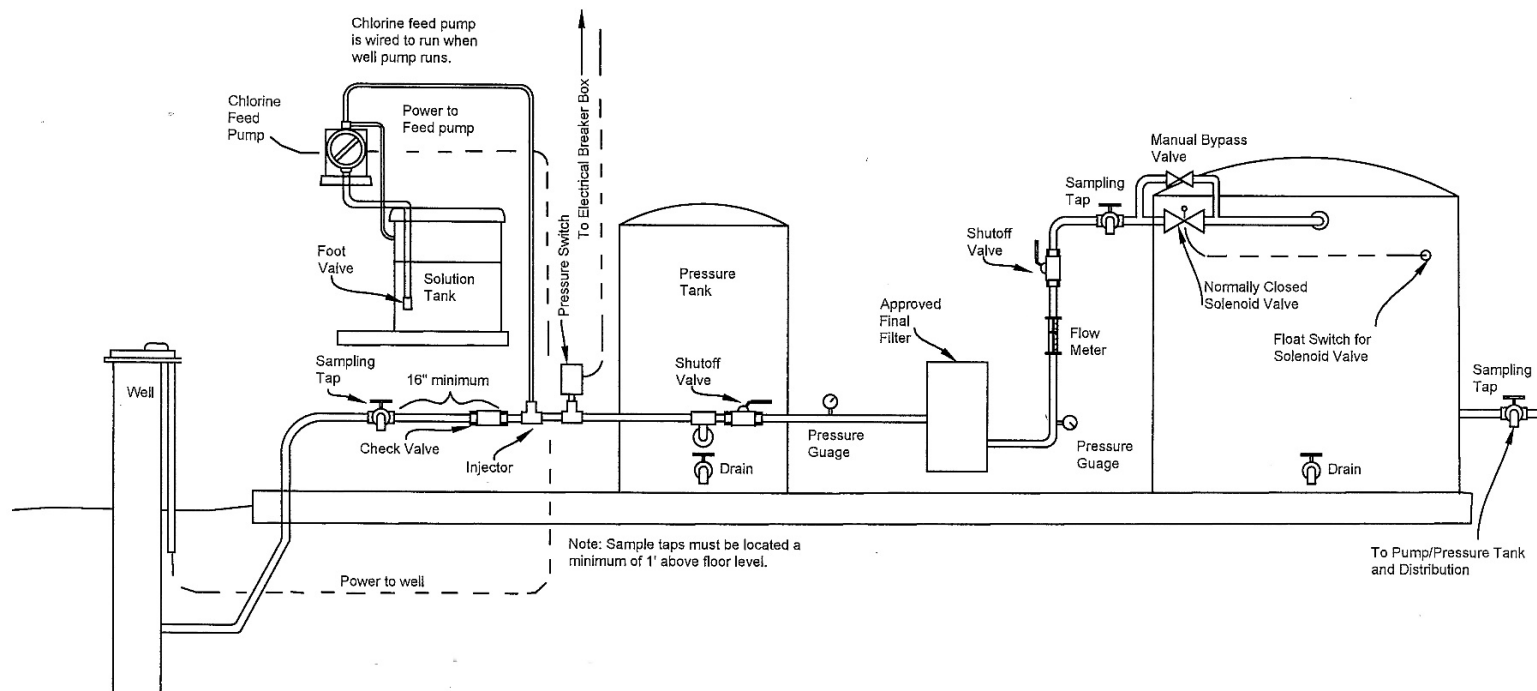 Chlorine feed pump
is wired to run when
well pump runs.
Chlorine
Feed
Pump
Power to
Feed pump
To Electrical Breaker Box
Pressure Switch
Foot
Valve
Solution
Tank
Pressure
Tank
Manual Bypass
Valve
Sampling
Tap
Shutoff
Valve
Normally Closed
Solenoid Valve
Approved
Final
Filter
Flow
Meter
Float Switch for
Solenoid Valve
Well
Sampling
Tap
16" minimum
Shutoff
Valve
Sampling
Tap
Check Valve
Injector
Drain
Pressure
Guage
Pressure
Guage
Drain
Note: Sample taps must be located a
minimum of 1' above floor level.
Power to well
To Pump/Pressure Tank
and Distribution